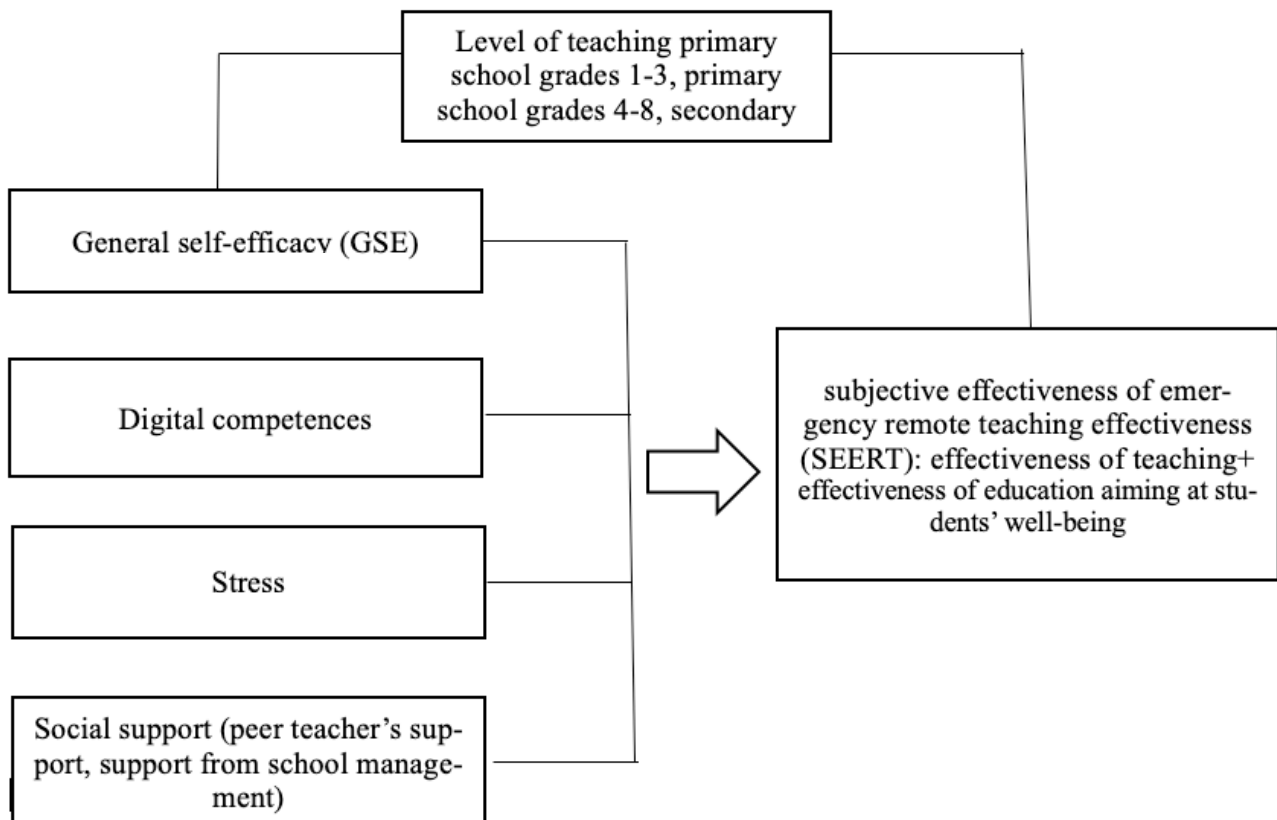 Level of teaching primary
school grades 1-3, primary
school grades 4-8, secondary
General self-efficacv (GSE)
Digital competences
Stress
Social support (peer teacher’s sup-
port, support from school manage-
ment)
subjective effectiveness of emer-
gency remote teaching effectiveness
(SEERT): effectiveness of teaching+
effectiveness of education aiming at stu-
dents’ well-being